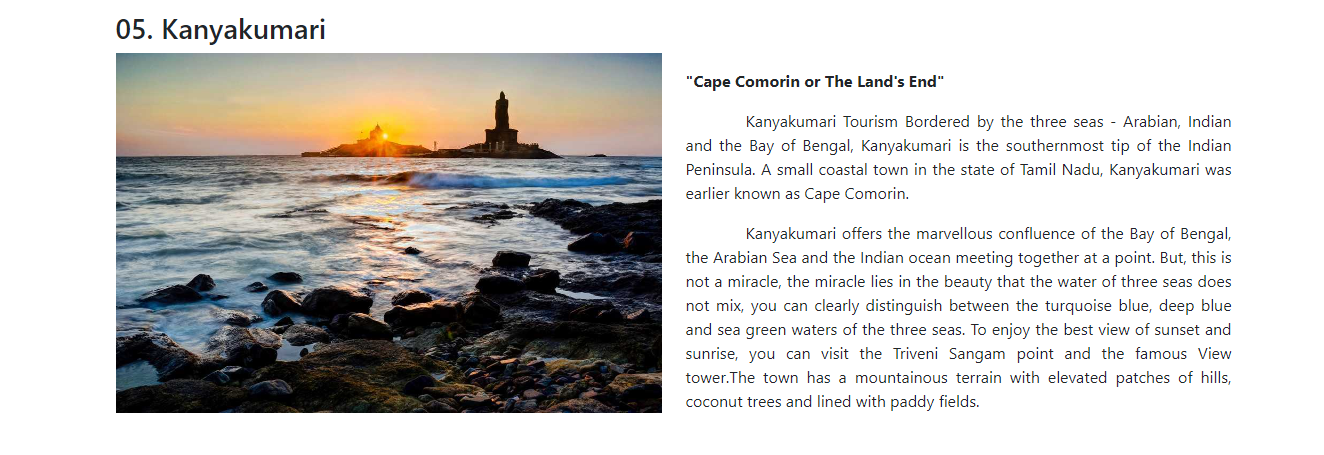 05. Kanyakumari
"Cape Comorin or The Land's End"
Kanyakumari Tourism Bordered by the three seas - Arabian, Indian
and the Bay of Bengal, Kanyakumari is the southernmost tip of the Indian
Peninsula. A small coastal town in the state of Tamil Nadu, Kanyakumari was
earlier known as Cape Comorin.
Kanyakumari offers the marvellous confluence of the Bay of Bengal,
the Arabian Sea and the Indian ocean meeting together at a point. But, this is
not a miracle, the miracle lies in the beauty that the water of three seas does
not mix, you can clearly distinguish between the turquoise blue, deep blue
and sea green waters of the three seas. To enjoy the best view of sunset and
sunrise, you can visit the Triveni Sangam point and the famous View
tower.The town has a mountainous terrain with elevated patches of hills,
coconut trees and lined with paddy fields.